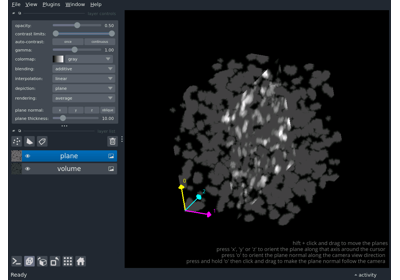 File View Plugins Window Help
opacity: 0.50
contrast limits:
auto-contrast: once continuous
gamma: 1.00
colormap: gray
blending: additive
interpolation: linear
depiction: plane
rendering: average
plane normal: x y z oblique
plane thickness: 10.00
plane
volume
0
shift + click and drag to move the planes
press 'x', 'y' or 'z' to orient the plane along that axis around the cursor
press 'o' to orient the plane normal along the camera view direction
press and hold 'o' then click and drag to make the plane normal follow the camera
Ready activity